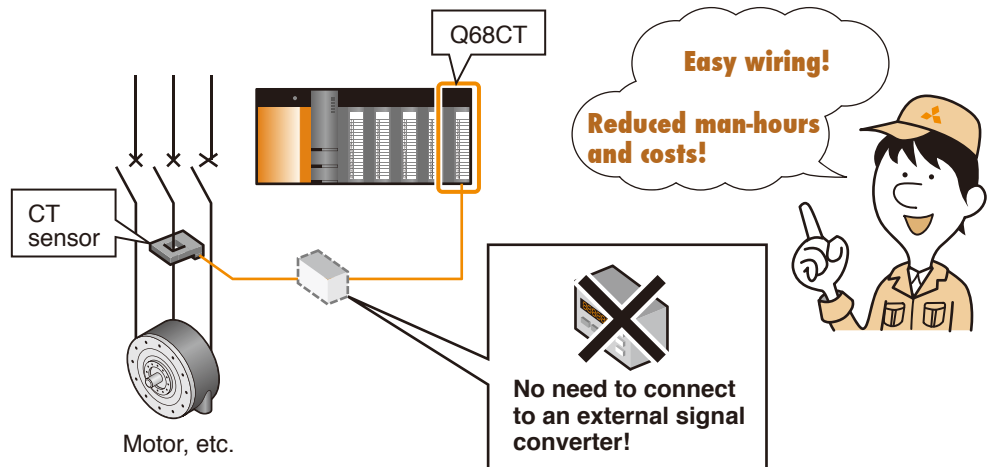 Q68CT
Easy wiring!
Reduced man-hours
and costs!
CT
sensor
No need to connect
to an external signal
converter!
Motor, etc.